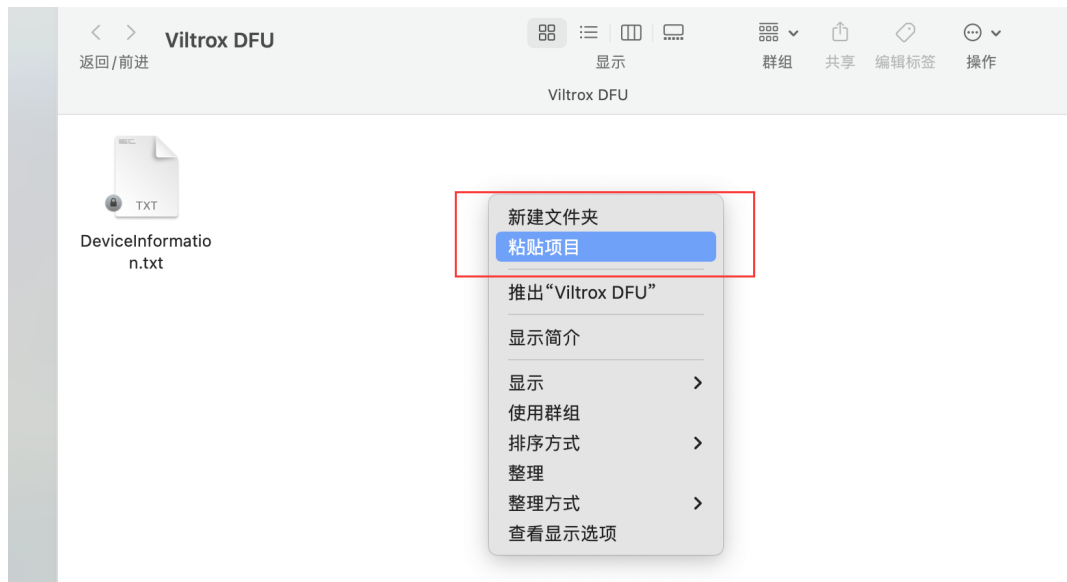 Viltrox DFU
返回/前进
显示
群组
共享
编辑标签
操作
Viltrox DFU
TXT
DeviceInformatio
n.txt
新建文件夹
粘贴项目
推出“Viltrox DFU”
显示简介
显示
使用群组
排序方式
整理
整理方式
查看显示选项